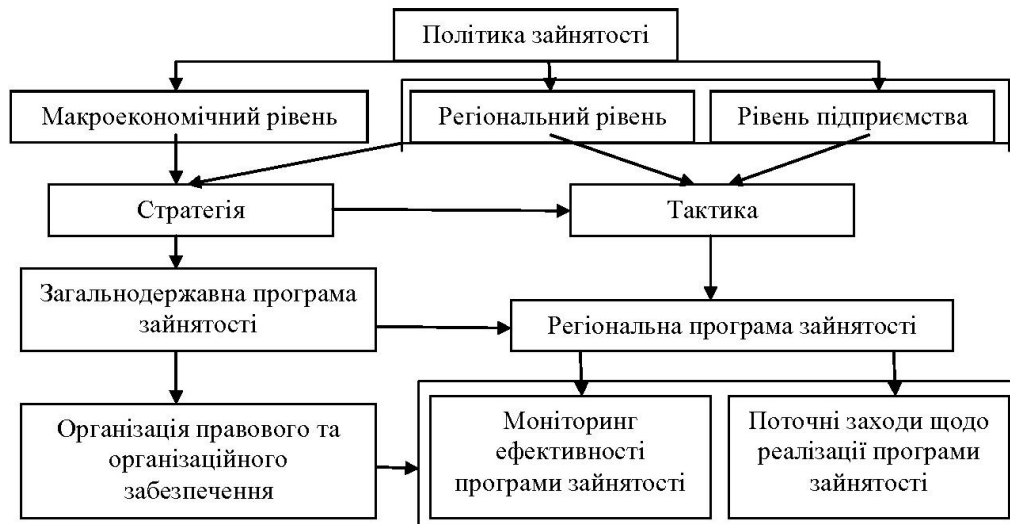 Політика зайнятості
Макроекономічний рівень
Регіональний рівень
Рівень підприємства
Стратегія
Тактика
Загальнодержавна програма
зайнятості
Регіональна програма зайнятості
Організація правового та
організаційного
забезпечення
Моніторинг
ефективності
програми зайнятості
Поточні заходи щодо
реалізації програми
зайнятості